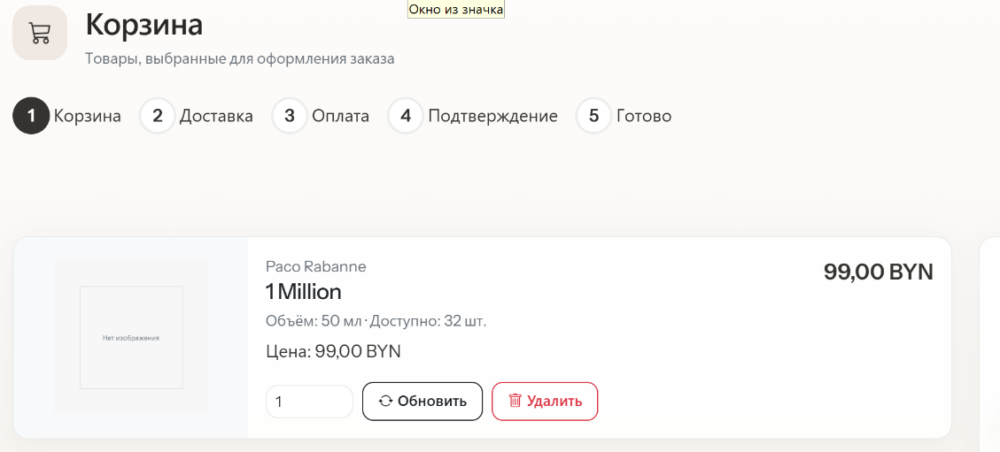 Окно из значка
Корзина
Товары, выбранные для оформления заказа
1 Корзина 2 Доставка 3 Оплата 4 Подтверждение 5 Готово
Paco Rabanne
99,00 BYN
1 Million
Объём: 50 мл · Доступно: 32 шт.
Нет изображения
Цена: 99,00 BYN
1 Обновить Удалить